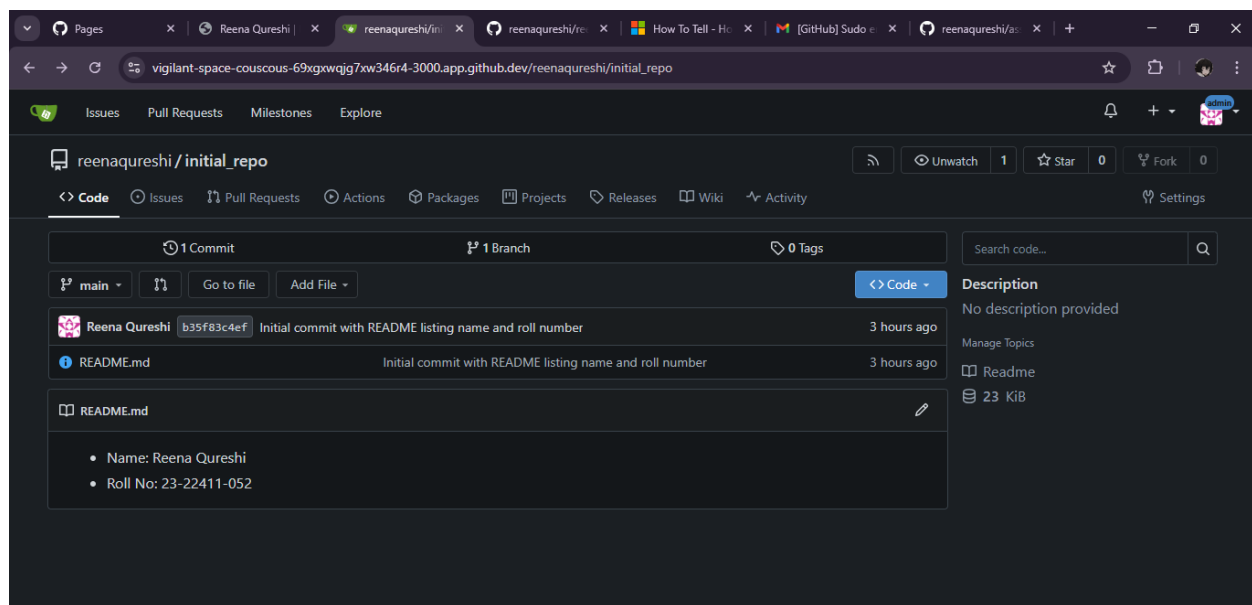 Pages
Reena Qureshi |
reenaqureshi/ini
reenaqureshi/re
How To Tell - Ho
[GitHub] Sudo e
reenaqureshi/as
vigilant-space-couscous-69xgxwqjg7xw346r4-3000.app.github.dev/reenaqureshi/initial_repo
Issues Pull Requests Milestones Explore
admin
reenaqureshi / initial_repo
Unwatch 1 Star 0 Fork 0
Code Issues Pull Requests Actions Packages Projects Releases Wiki Activity Settings
1 Commit 1 Branch 0 Tags
Search code...
main Go to file Add File <> Code
Description
No description provided
Reena Qureshi b35f83c4ef Initial commit with README listing name and roll number 3 hours ago
Manage Topics
README.md Initial commit with README listing name and roll number 3 hours ago
Readme
23 KiB
README.md
• Name: Reena Qureshi
• Roll No: 23-22411-052